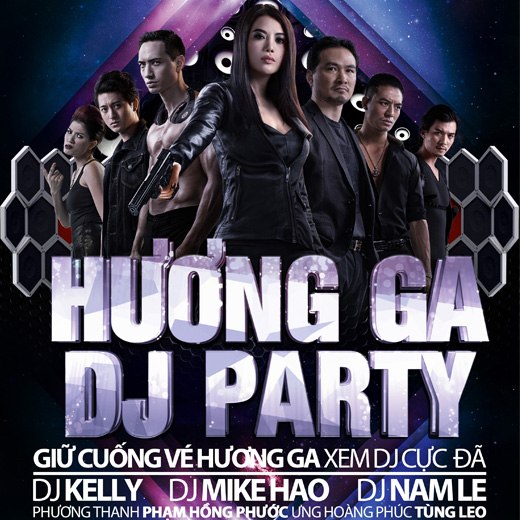 HƯƠNG GA
DJ PARTY
GIỮ CUỐNG VÉ HƯƠNG GA XEM DJ CỰC ĐÃ
DJ KELLY DJ MIKE HAO DJ NAM LE
PHƯƠNG THANH PHẠM HỒNG PHƯỚC ƯNG HOÀNG PHÚC TÙNG LEO